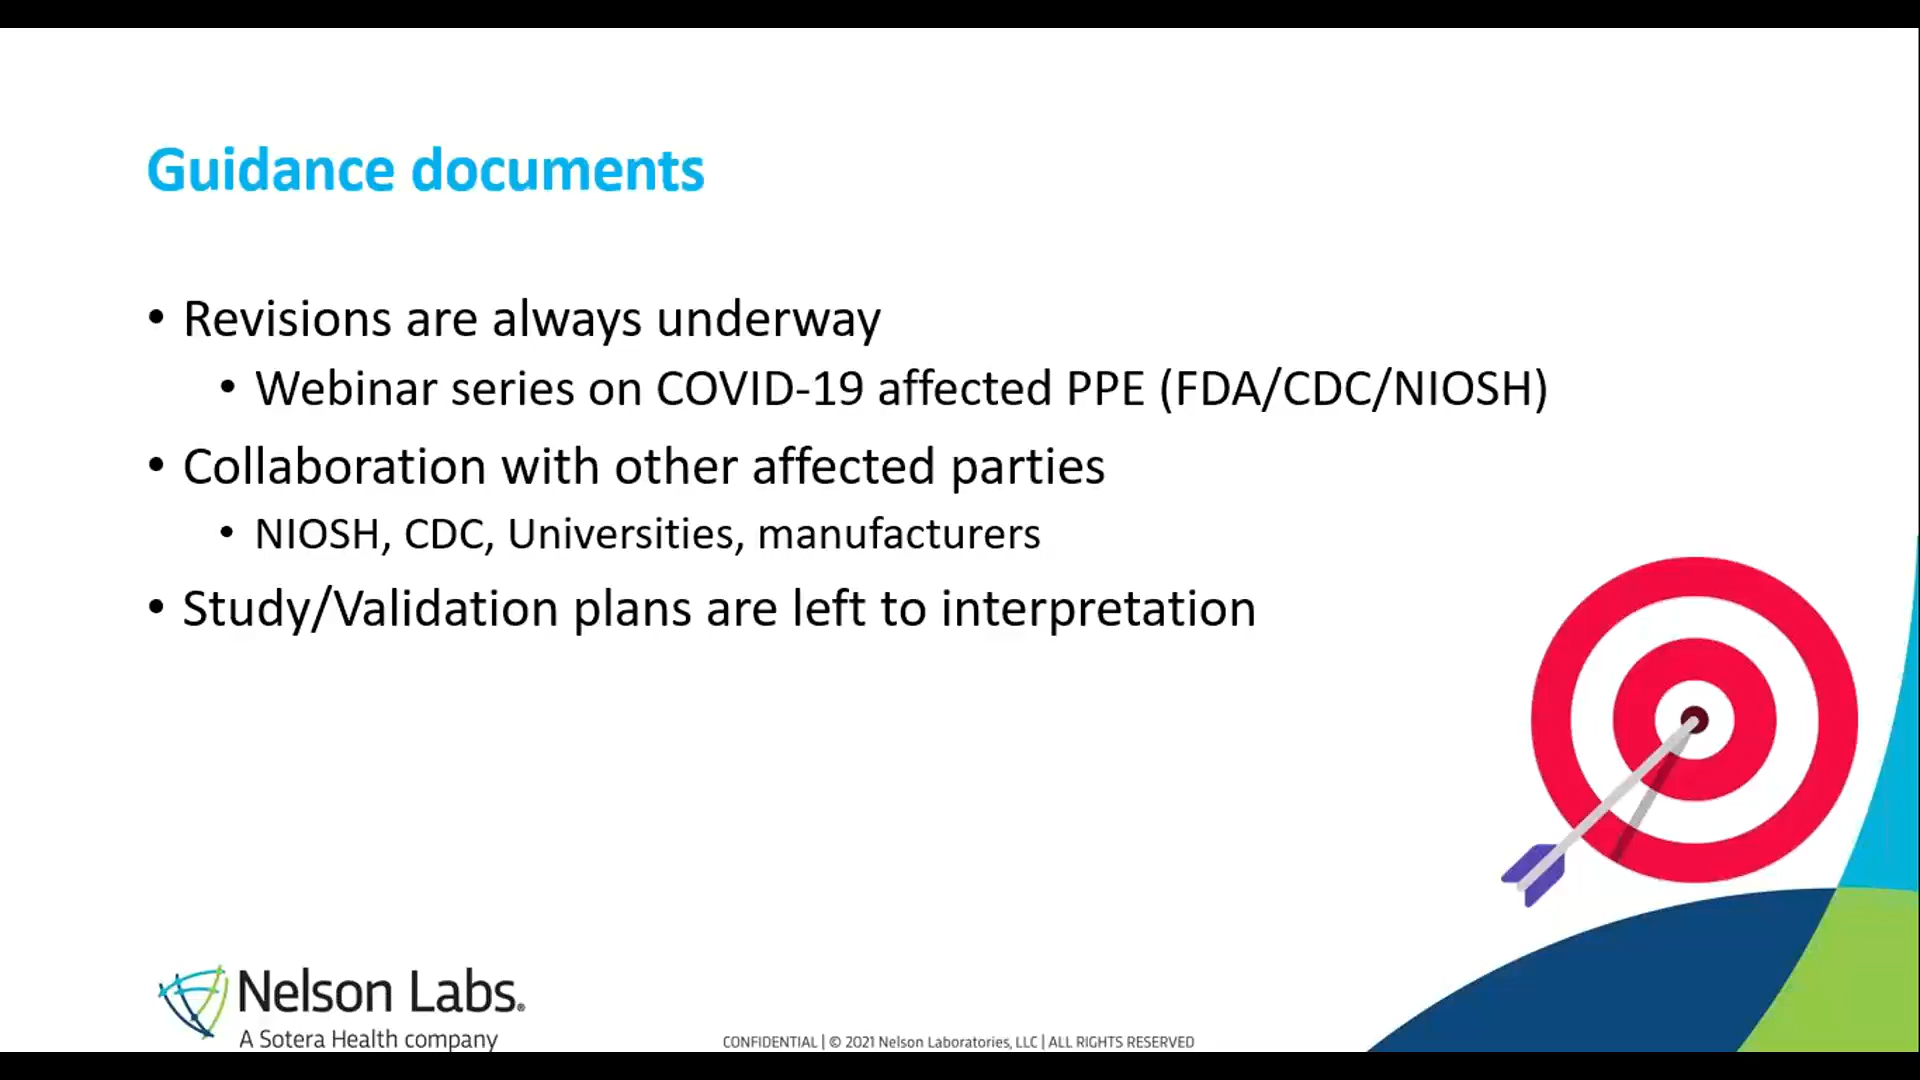 Guidance documents
• Revisions are always underway
• Webinar series on COVID-19 affected PPE (FDA/CDC/NIOSH)
• Collaboration with other affected parties
• NIOSH, CDC, Universities, manufacturers
• Study/Validation plans are left to interpretation
Nelson Labs®
A Sotera Health company
CONFIDENTIAL | © 2021 Nelson Laboratories, LLC | ALL RIGHTS RESERVED